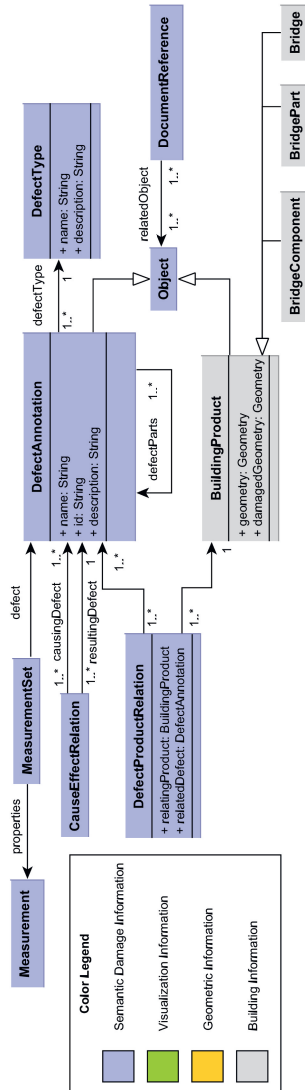 Measurement
properties
MeasurementSet
defect
DefectAnnotation
+ name: String
+ id: String
+ description: String
defectType
1..*
1
DefectType
+ name: String
+ description: String
CauseEffectRelation
1..*
causingDefect
1..*
1..*
resultingDefect
1
defectParts
1..*
DefectProductRelation
+ relatingProduct: BuildingProduct
+ relatedDefect: DefectAnnotation
1..*
1..*
1..*
1
Object
relatedObject
1..*
1..*
DocumentReference
BuildingProduct
+ geometry: Geometry
+ damagedGeometry: Geometry
BridgeComponent
BridgePart
Bridge
Color Legend
Semantic Damage Information
Visualization Information
Geometric Information
Building Information